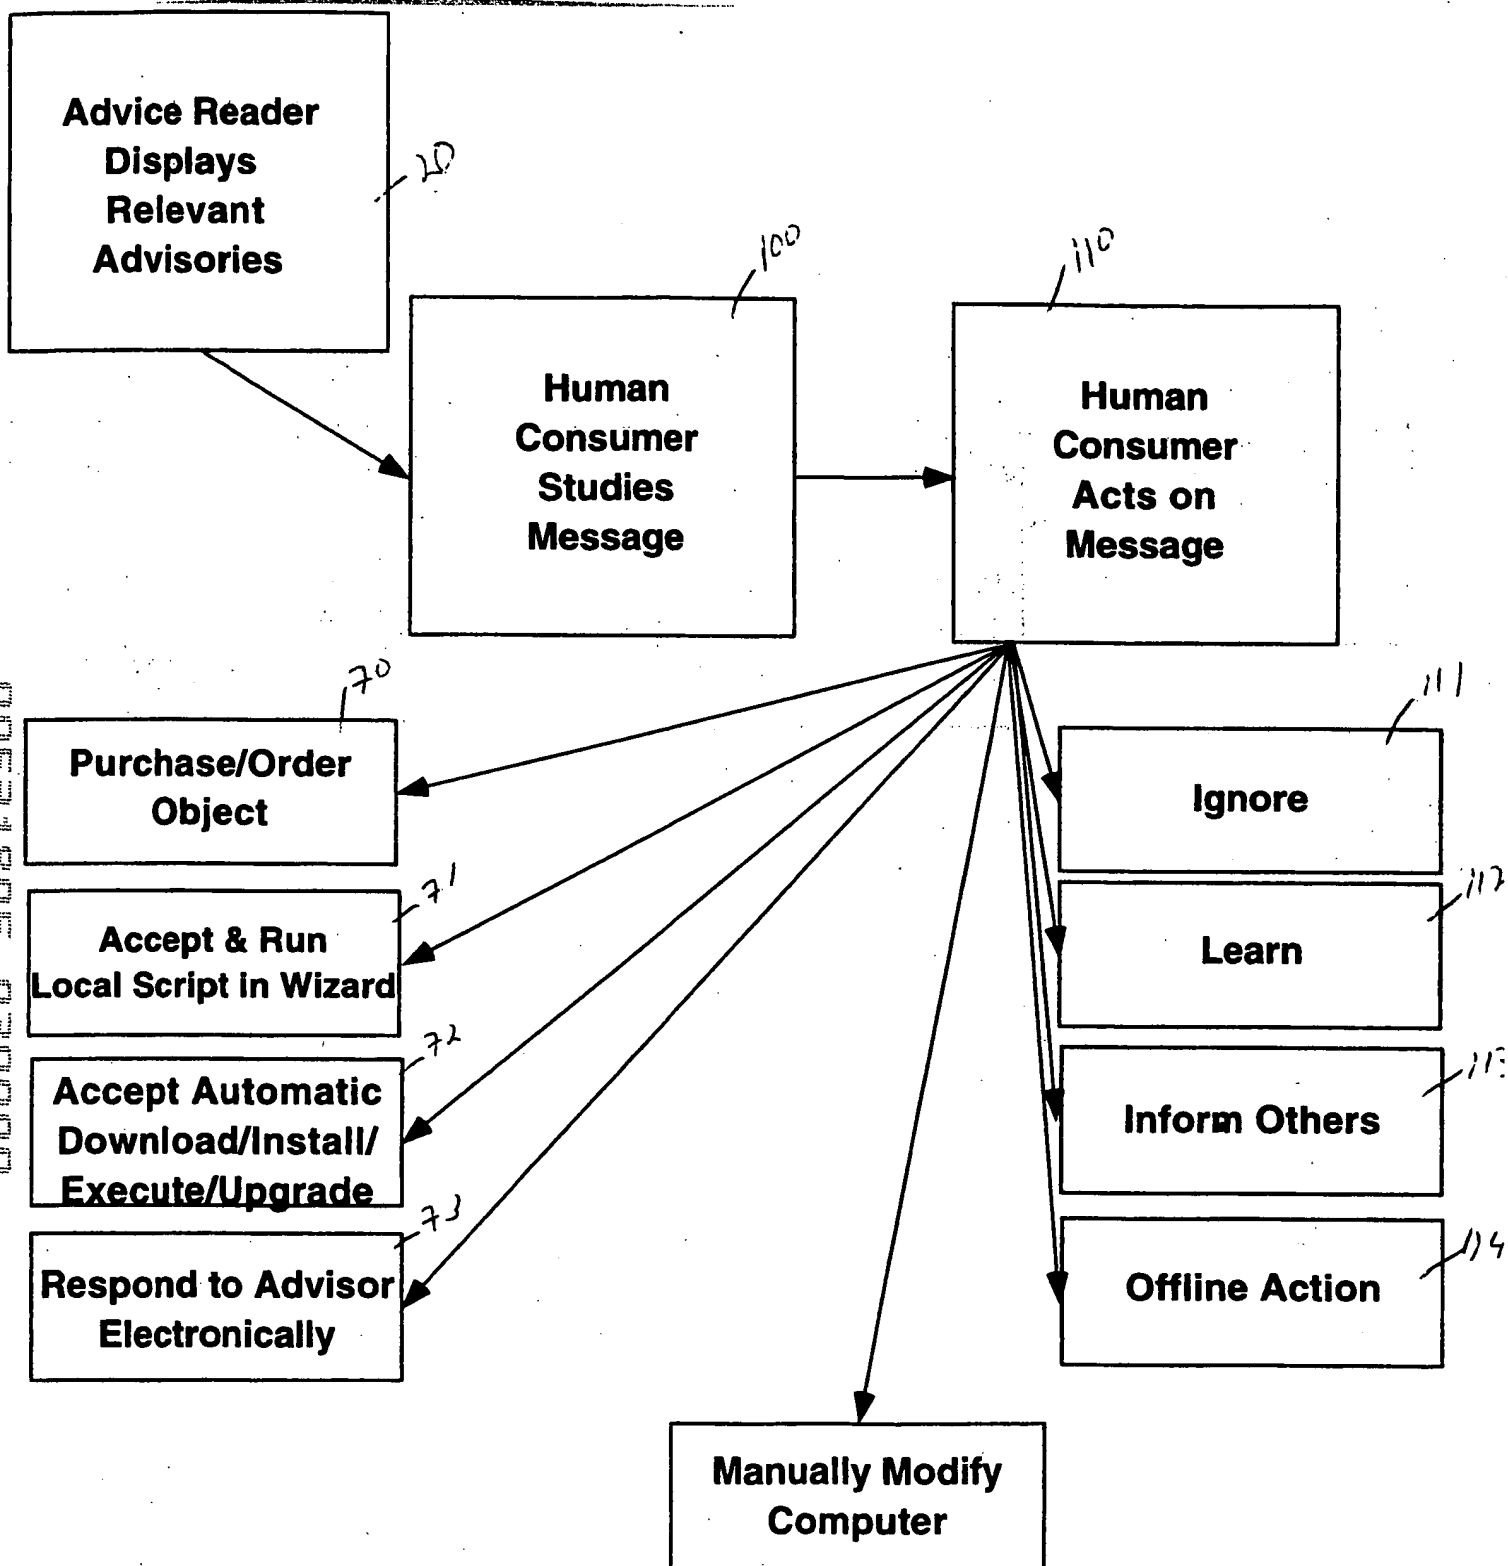 Advice Reader
Displays
Relevant
Advisories
20
100
Human
Consumer
Studies
Message
110
Human
Consumer
Acts on
Message
70
Purchase/Order
Object
71
Accept & Run
Local Script in Wizard
72
Accept Automatic
Download/Install/
Execute/Upgrade
73
Respond to Advisor
Electronically
111
Ignore
112
Learn
113
Inform Others
114
Offline Action
Manually Modify
Computer